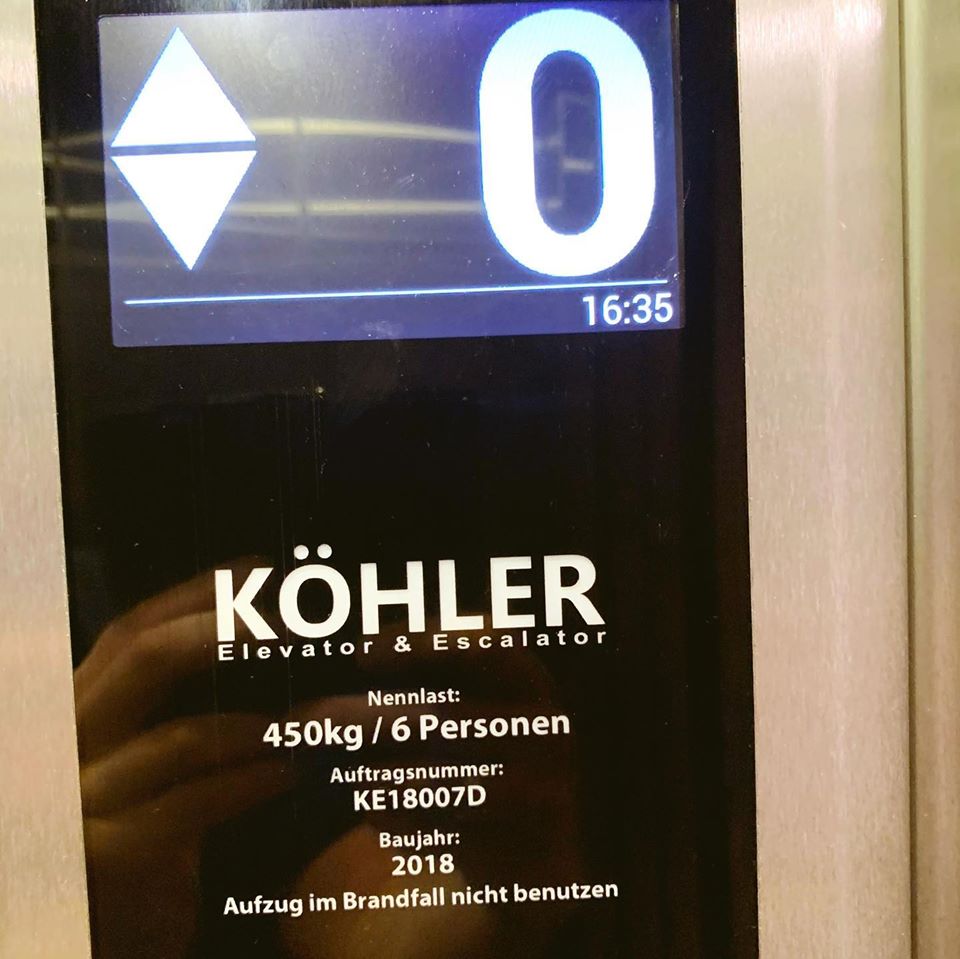 0
16:35
KÖHLER
Elevator & Escalator
Nennlast:
450kg / 6 Personen
Auftragsnummer:
KE18007D
Baujahr:
2018
Aufzug im Brandfall nicht benutzen